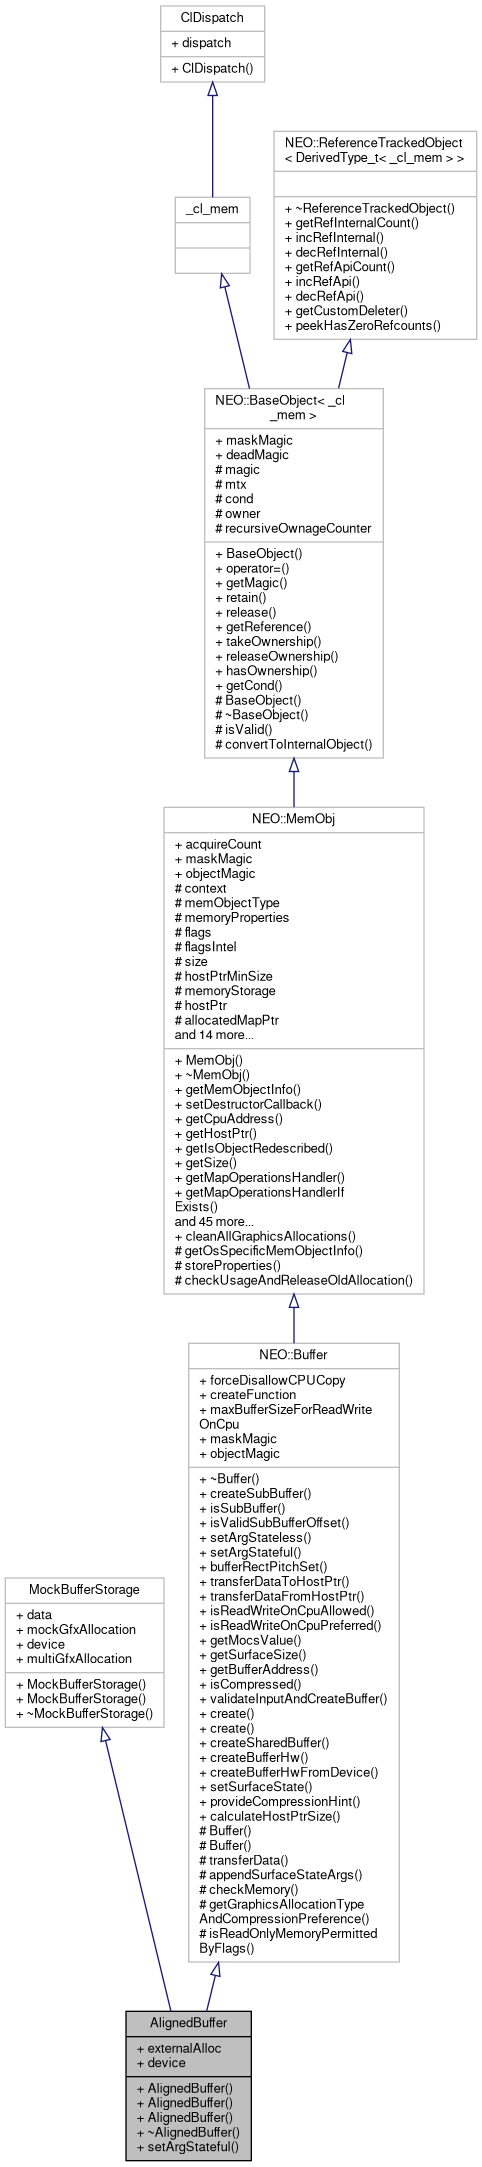 ClDispatch
+ dispatch
+ ClDispatch()
NEO::ReferenceTrackedObject
< DerivedType_t< _cl_mem > >
+ ~ReferenceTrackedObject()
+ getRefInternalCount()
+ incRefInternal()
+ decRefInternal()
+ getRefApiCount()
+ incRefApi()
+ decRefApi()
+ getCustomDeleter()
+ peekHasZeroRefcounts()
_cl_mem
NEO::BaseObject< _cl
_mem >
+ maskMagic
+ deadMagic
# magic
# mtx
# cond
# owner
# recursiveOwnageCounter
+ BaseObject()
+ operator=()
+ getMagic()
+ retain()
+ release()
+ getReference()
+ takeOwnership()
+ releaseOwnership()
+ hasOwnership()
+ getCond()
# BaseObject()
# ~BaseObject()
# isValid()
# convertToInternalObject()
NEO::MemObj
+ acquireCount
+ maskMagic
+ objectMagic
# context
# memObjectType
# memoryProperties
# flags
# flagsIntel
# size
# hostPtrMinSize
# memoryStorage
# hostPtr
# allocatedMapPtr
and 14 more...
+ MemObj()
+ ~MemObj()
+ getMemObjectInfo()
+ setDestructorCallback()
+ getCpuAddress()
+ getHostPtr()
+ getIsObjectRedescribed()
+ getSize()
+ getMapOperationsHandler()
+ getMapOperationsHandlerIf
Exists()
and 45 more...
+ cleanAllGraphicsAllocations()
# getOsSpecificMemObjectInfo()
# storeProperties()
# checkUsageAndReleaseOldAllocation()
NEO::Buffer
+ forceDisallowCPUCopy
+ createFunction
+ maxBufferSizeForReadWrite
OnCpu
+ maskMagic
+ objectMagic
+ ~Buffer()
+ createSubBuffer()
+ isSubBuffer()
+ isValidSubBufferOffset()
+ setArgStateless()
+ setArgStateful()
+ bufferRectPitchSet()
+ transferDataToHostPtr()
+ transferDataFromHostPtr()
+ isReadWriteOnCpuAllowed()
+ isReadWriteOnCpuPreferred()
+ getMocsValue()
+ getSurfaceSize()
+ getBufferAddress()
+ isCompressed()
+ validateInputAndCreateBuffer()
+ create()
+ create()
+ createSharedBuffer()
+ createBufferHw()
+ createBufferHwFromDevice()
+ setSurfaceState()
+ provideCompressionHint()
+ calculateHostPtrSize()
# Buffer()
# Buffer()
# transferData()
# appendSurfaceStateArgs()
# checkMemory()
# getGraphicsAllocationType
AndCompressionPreference()
# isReadOnlyMemoryPermitted
ByFlags()
MockBufferStorage
+ data
+ mockGfxAllocation
+ device
+ multiGfxAllocation
+ MockBufferStorage()
+ MockBufferStorage()
+ ~MockBufferStorage()
AlignedBuffer
+ externalAlloc
+ device
+ AlignedBuffer()
+ AlignedBuffer()
+ AlignedBuffer()
+ ~AlignedBuffer()
+ setArgStateful()